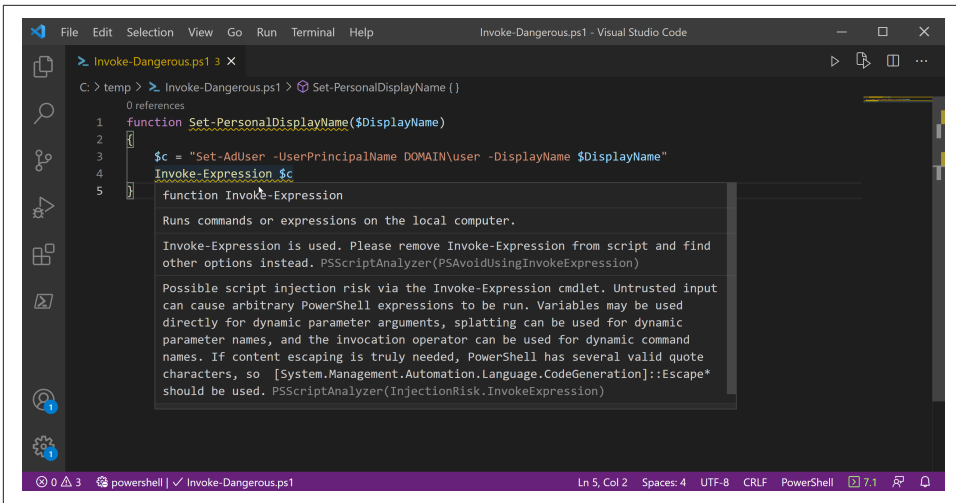 File Edit Selection View Go Run Terminal Help Invoke-Dangerous.ps1 - Visual Studio Code
Invoke-Dangerous.ps1 3
C: > temp > Invoke-Dangerous.ps1 > Set-PersonalDisplayName { }
0 references
1 function Set-PersonalDisplayName($DisplayName)
2 {
3 $c = "Set-AdUser -UserPrincipalName DOMAIN\user -DisplayName $DisplayName"
4 Invoke-Expression $c
5 }
function Invoke-Expression
Runs commands or expressions on the local computer.
Invoke-Expression is used. Please remove Invoke-Expression from script and find
other options instead. PSScriptAnalyzer(PSAvoidUsingInvokeExpression)
Possible script injection risk via the Invoke-Expression cmdlet. Untrusted input
can cause arbitrary PowerShell expressions to be run. Variables may be used
directly for dynamic parameter arguments, splatting can be used for dynamic
parameter names, and the invocation operator can be used for dynamic command
names. If content escaping is truly needed, PowerShell has several valid quote
characters, so [System.Management.Automation.Language.CodeGeneration]::Escape*
should be used. PSScriptAnalyzer(InjectionRisk.InvokeExpression)
1
1
0 3 powershell | ✓ Invoke-Dangerous.ps1 Ln 5, Col 2 Spaces: 4 UTF-8 CRLF PowerShell 7.1